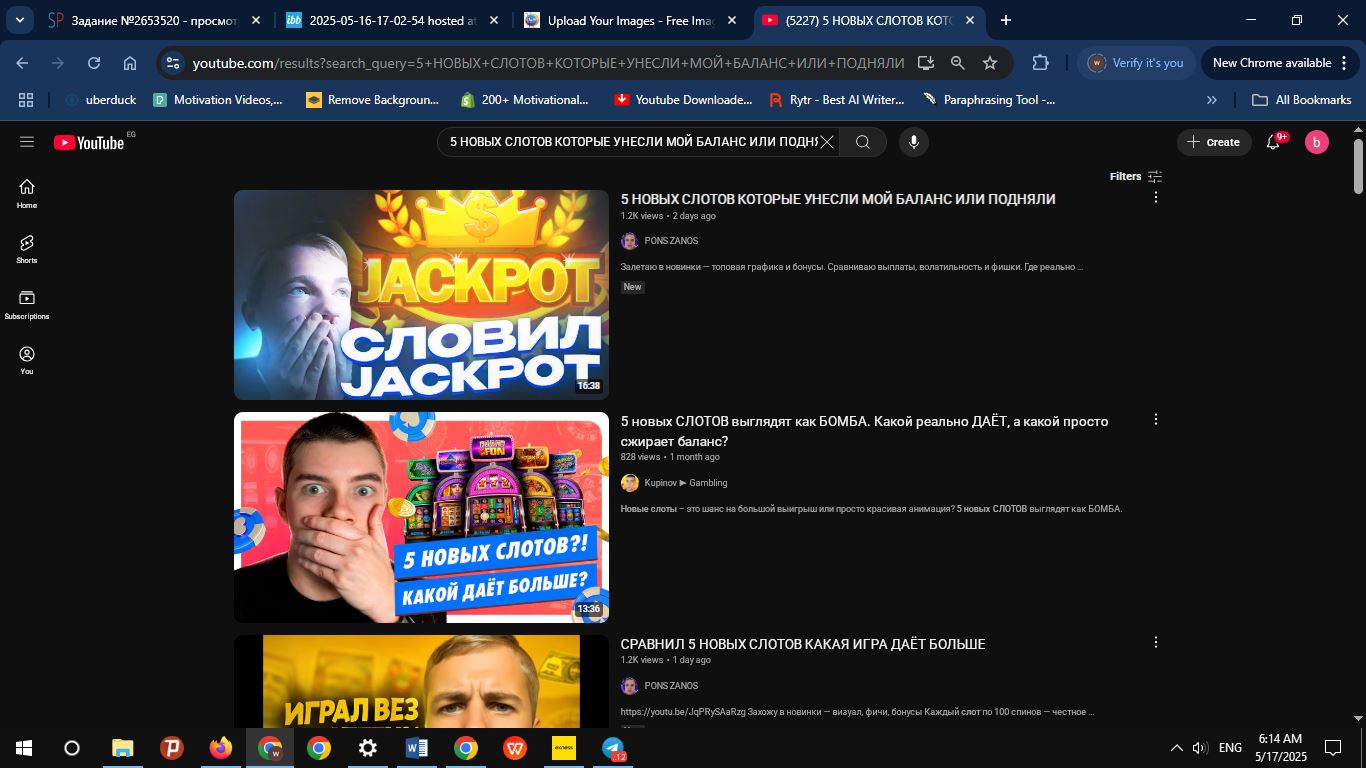 Задание №2653520 - просмотр
2025-05-16-17-02-54 hosted at
Upload Your Images - Free Imag
(5227) 5 НОВЫХ СЛОТОВ КОТО
youtube.com/results?search_query=5+НОВЫХ+СЛОТОВ+КОТОРЫЕ+УНЕСЛИ+МОЙ+БАЛАНС+ИЛИ+ПОДНЯЛИ
Verify it's you
New Chrome available
uberduck
Motivation Videos,...
Remove Backgroun...
200+ Motivational...
Youtube Downloade...
Rytr - Best AI Writer...
Paraphrasing Tool -...
All Bookmarks
YouTube EG
5 НОВЫХ СЛОТОВ КОТОРЫЕ УНЕСЛИ МОЙ БАЛАНС ИЛИ ПОДНЯ
Create
9+
b
Filters
Home
Shorts
Subscriptions
You
JACKPOT
СЛОВИЛ
JACKPOT
16:38
5 НОВЫХ СЛОТОВ КОТОРЫЕ УНЕСЛИ МОЙ БАЛАНС ИЛИ ПОДНЯЛИ
1.2K views • 2 days ago
PONS ZANOS
Залетаю в новинки — топовая графика и бонусы. Сравниваю выплаты, волатильность и фишки. Где реально ...
New
5 НОВЫХ СЛОТОВ?!
КАКОЙ ДАЁТ БОЛЬШЕ?
13:36
5 новых СЛОТОВ выглядят как БОМБА. Какой реально ДАЁТ, а какой просто
сжирает баланс?
828 views • 1 month ago
Kupinov ► Gambling
Новые слоты – это шанс на большой выигрыш или просто красивая анимация? 5 новых СЛОТОВ выглядят как БОМБА.
ИГРАЛ БЕЗ
СРАВНИЛ 5 НОВЫХ СЛОТОВ КАКАЯ ИГРА ДАЁТ БОЛЬШЕ
1.2K views • 1 day ago
PONS ZANOS
https://youtu.be/JqPRySAaRzg Захожу в новинки — визуал, фичи, бонусы Каждый слот по 100 спинов — честное ...
exness
12
ENG
6:14 AM
5/17/2025